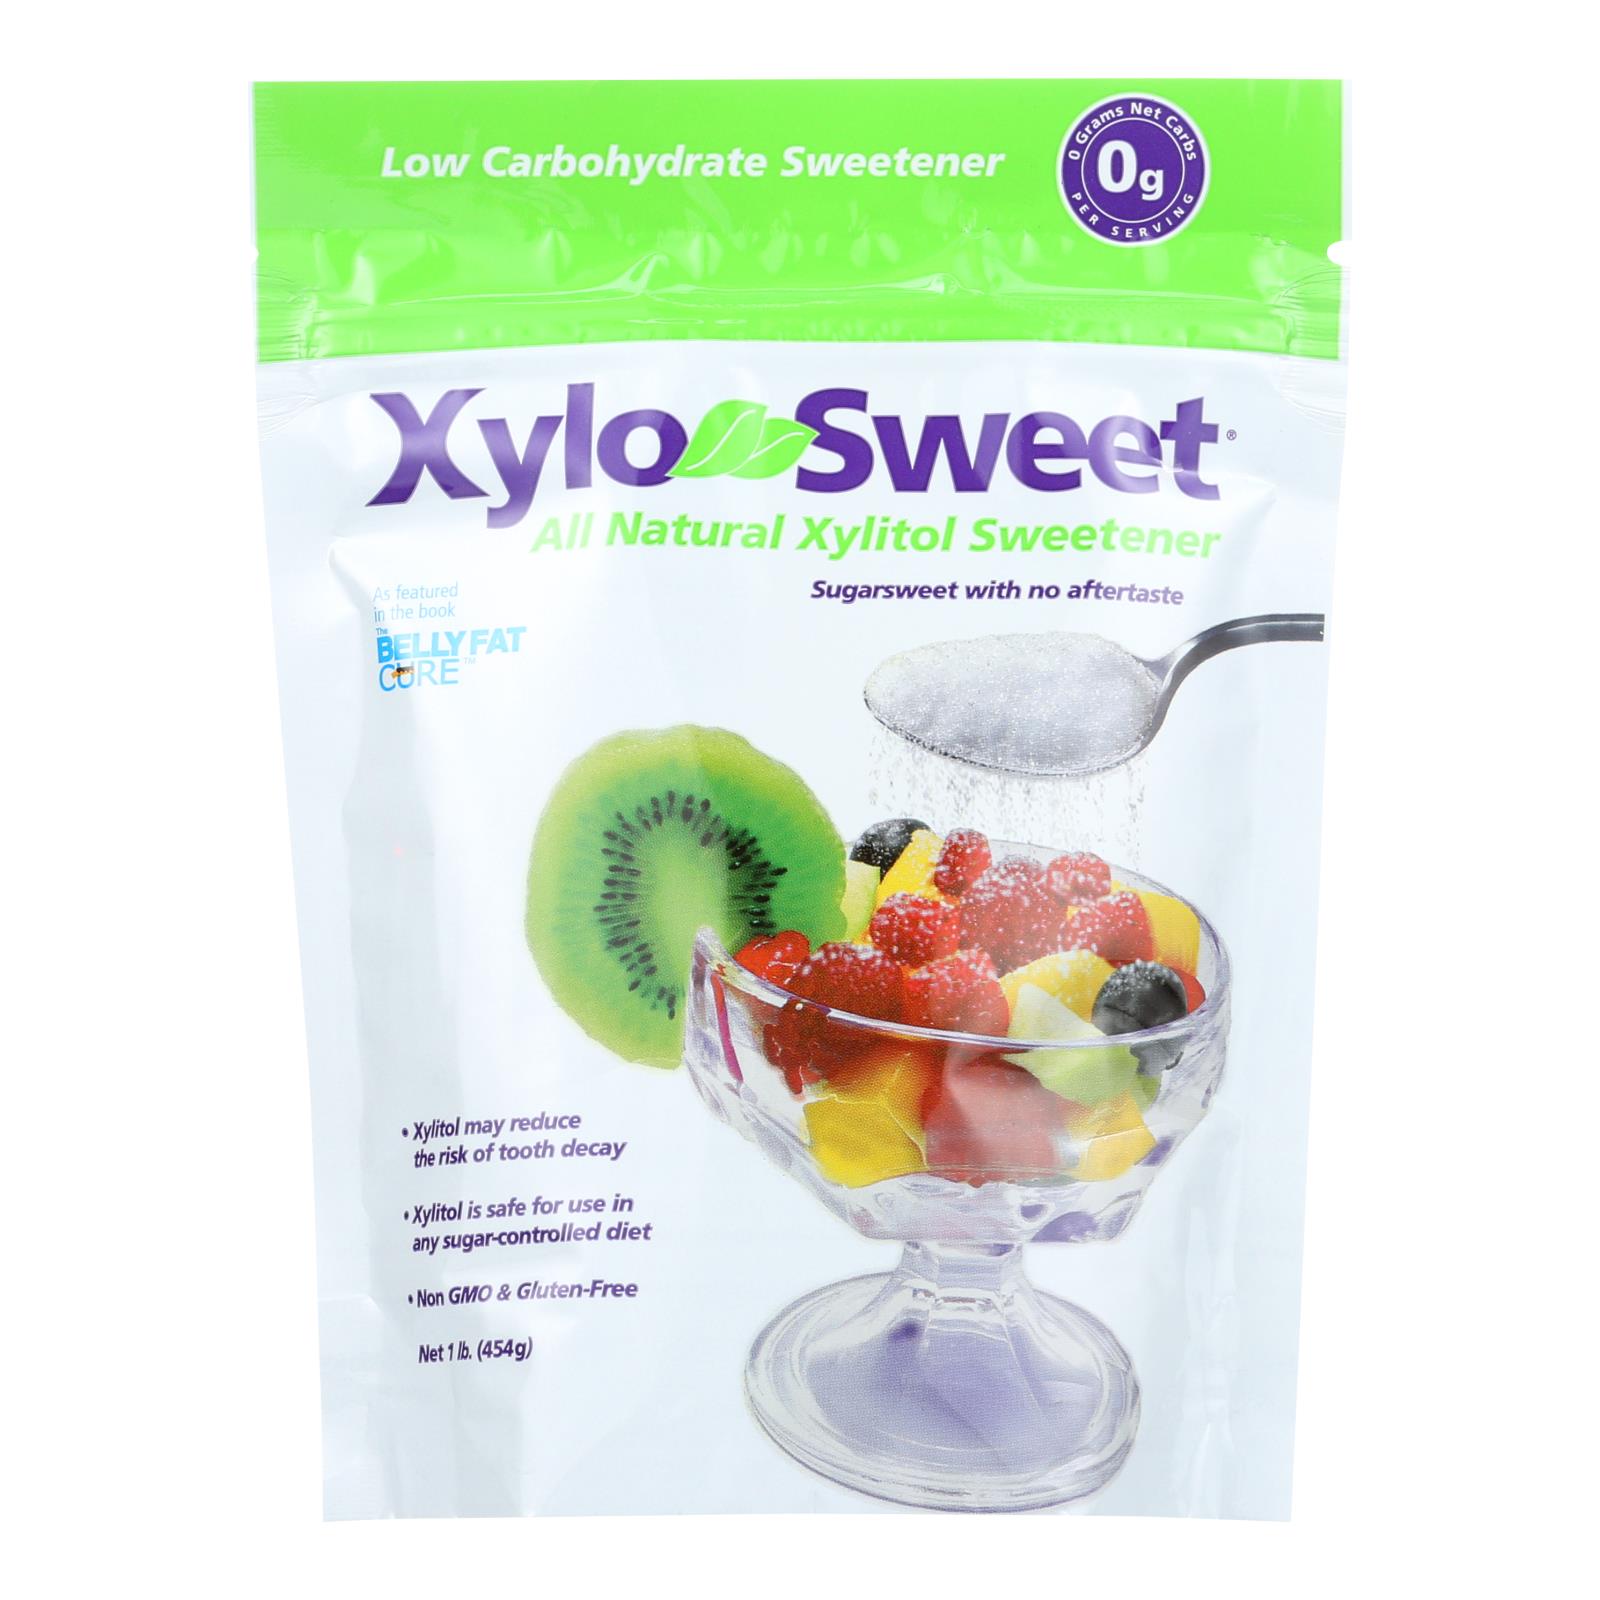 Low Carbohydrate Sweetener
0 Grams Net Carbs
0g
PER SERVING
XyloSweet®
All Natural Xylitol Sweetener
Sugarsweet with no aftertaste
As featured
in the book
The
BELLY FAT
CURE™
• Xylitol may reduce
the risk of tooth decay
• Xylitol is safe for use in
any sugar-controlled diet
• Non GMO & Gluten-Free
Net 1 lb. (454g)